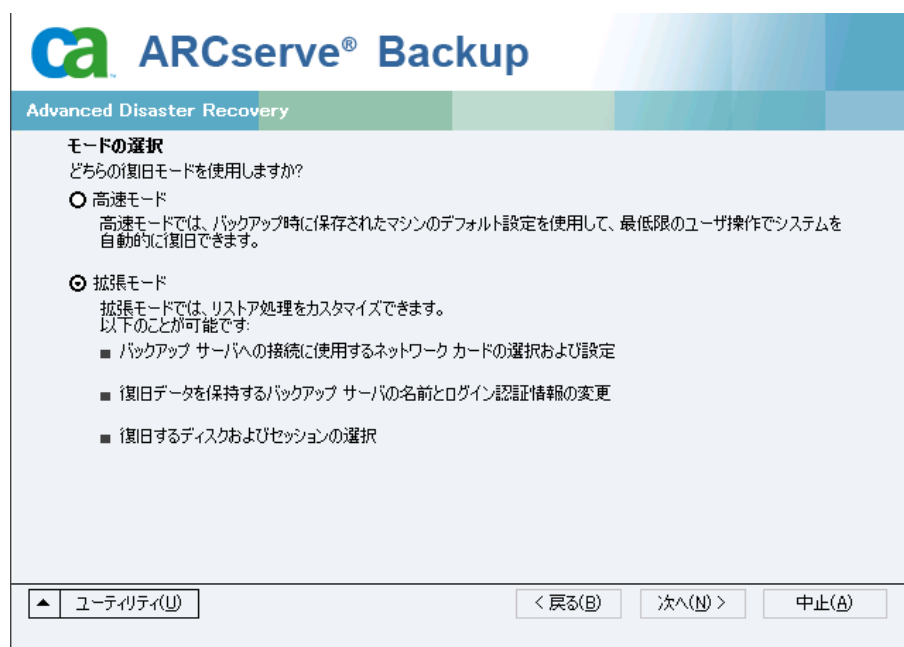 ca ARCserve® Backup
Advanced Disaster Recovery
モードの選択
どちらの復旧モードを使用しますか?
高速モード
高速モードでは、バックアップ時に保存されたマシンのデフォルト設定を使用して、最低限のユーザ操作でシステムを
自動的に復旧できます。
拡張モード
拡張モードでは、リストア処理をカスタマイズできます。
以下のことが可能です:
■ バックアップ サーバへの接続に使用するネットワーク カードの選択および設定
■ 復旧データを保持するバックアップ サーバの名前とログイン認証情報の変更
■ 復旧するディスクおよびセッションの選択
▲ ユーティリティ(U) < 戻る(B) 次へ(N) > 中止(A)